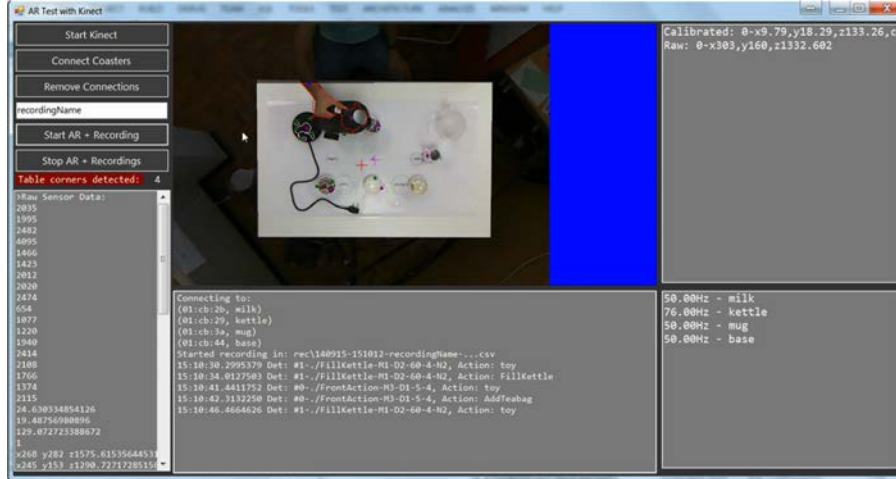 AR Test with Kinect
Start Kinect
Connect Coasters
Remove Connections
recordingName
Start AR + Recording
Stop AR + Recordings
Table corners detected: 4
>Raw Sensor Data:
2035
1995
2482
4095
1466
1423
2012
2020
2474
654
1077
1220
1940
2414
2108
1766
1374
2115
24.630334854126
19.48756980896
129.072723388672
1
x268 y282 z1575.61535644531
x245 y153 z1290.7271728515
Connecting to:
(01:cb:2b, milk)
(01:cb:29, kettle)
(01:cb:3a, mug)
(01:cb:44, base)
Started recording in: rec\140915-151012-recordingName-...csv
15:10:30.2995379 Det: #1-./FillKettle-M1-D2-60-4-N2, Action: toy
15:10:34.0127503 Det: #1-./FillKettle-M1-D2-60-4-N2, Action: FillKettle
15:10:41.4411752 Det: #0-./FrontAction-M3-D1-5-4, Action: toy
15:10:42.3132250 Det: #0-./FrontAction-M3-D1-5-4, Action: AddTeabag
15:10:46.4664626 Det: #1-./FillKettle-M1-D2-60-4-N2, Action: toy
Calibrated: 0-x9.79,y18.29,z133.26,c
Raw: 0-x303,y160,z1332.602
50.00Hz - milk
76.00Hz - kettle
50.00Hz - mug
50.00Hz - base